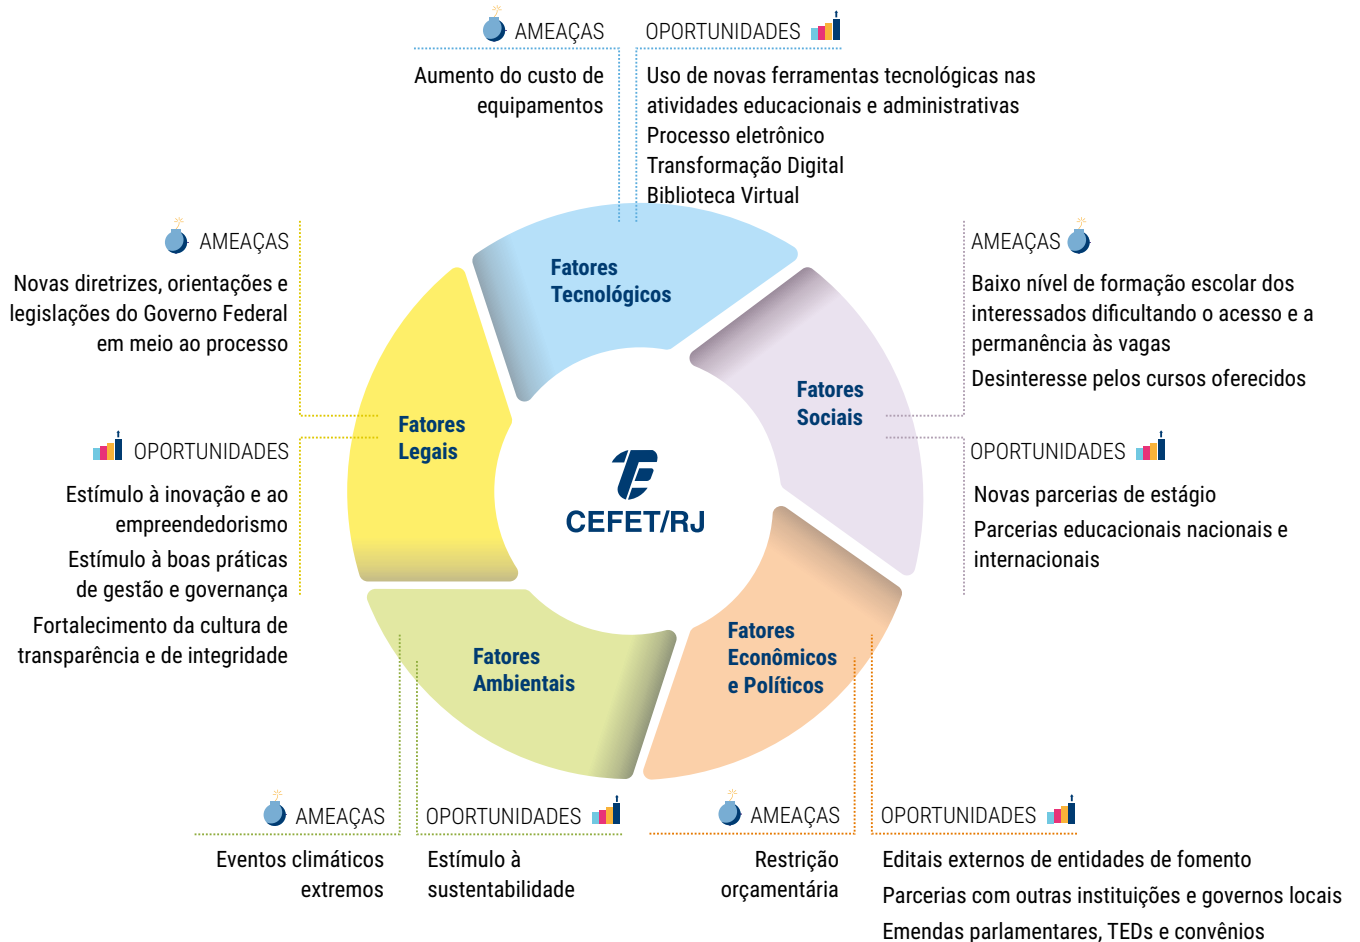 AMEAÇAS
Aumento do custo de
equipamentos
OPORTUNIDADES
Uso de novas ferramentas tecnológicas nas
atividades educacionais e administrativas
Processo eletrônico
Transformação Digital
Biblioteca Virtual
Fatores
Tecnológicos
AMEAÇAS
Baixo nível de formação escolar dos
interessados dificultando o acesso e a
permanência às vagas
Desinteresse pelos cursos oferecidos
OPORTUNIDADES
Novas parcerias de estágio
Parcerias educacionais nacionais e
internacionais
Fatores
Sociais
AMEAÇAS
Novas diretrizes, orientações e
legislações do Governo Federal
em meio ao processo
OPORTUNIDADES
Estímulo à inovação e ao
empreendedorismo
Estímulo à boas práticas
de gestão e governança
Fortalecimento da cultura de
transparência e de integridade
Fatores
Legais
CEFET/RJ
Fatores
Ambientais
AMEAÇAS
Eventos climáticos
extremos
OPORTUNIDADES
Estímulo à
sustentabilidade
Fatores
Econômicos
e Políticos
AMEAÇAS
Restrição
orçamentária
OPORTUNIDADES
Editais externos de entidades de fomento
Parcerias com outras instituições e governos locais
Emendas parlamentares, TEDs e convênios